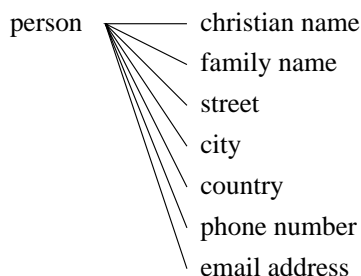 person
christian name
family name
street
city
country
phone number
email address